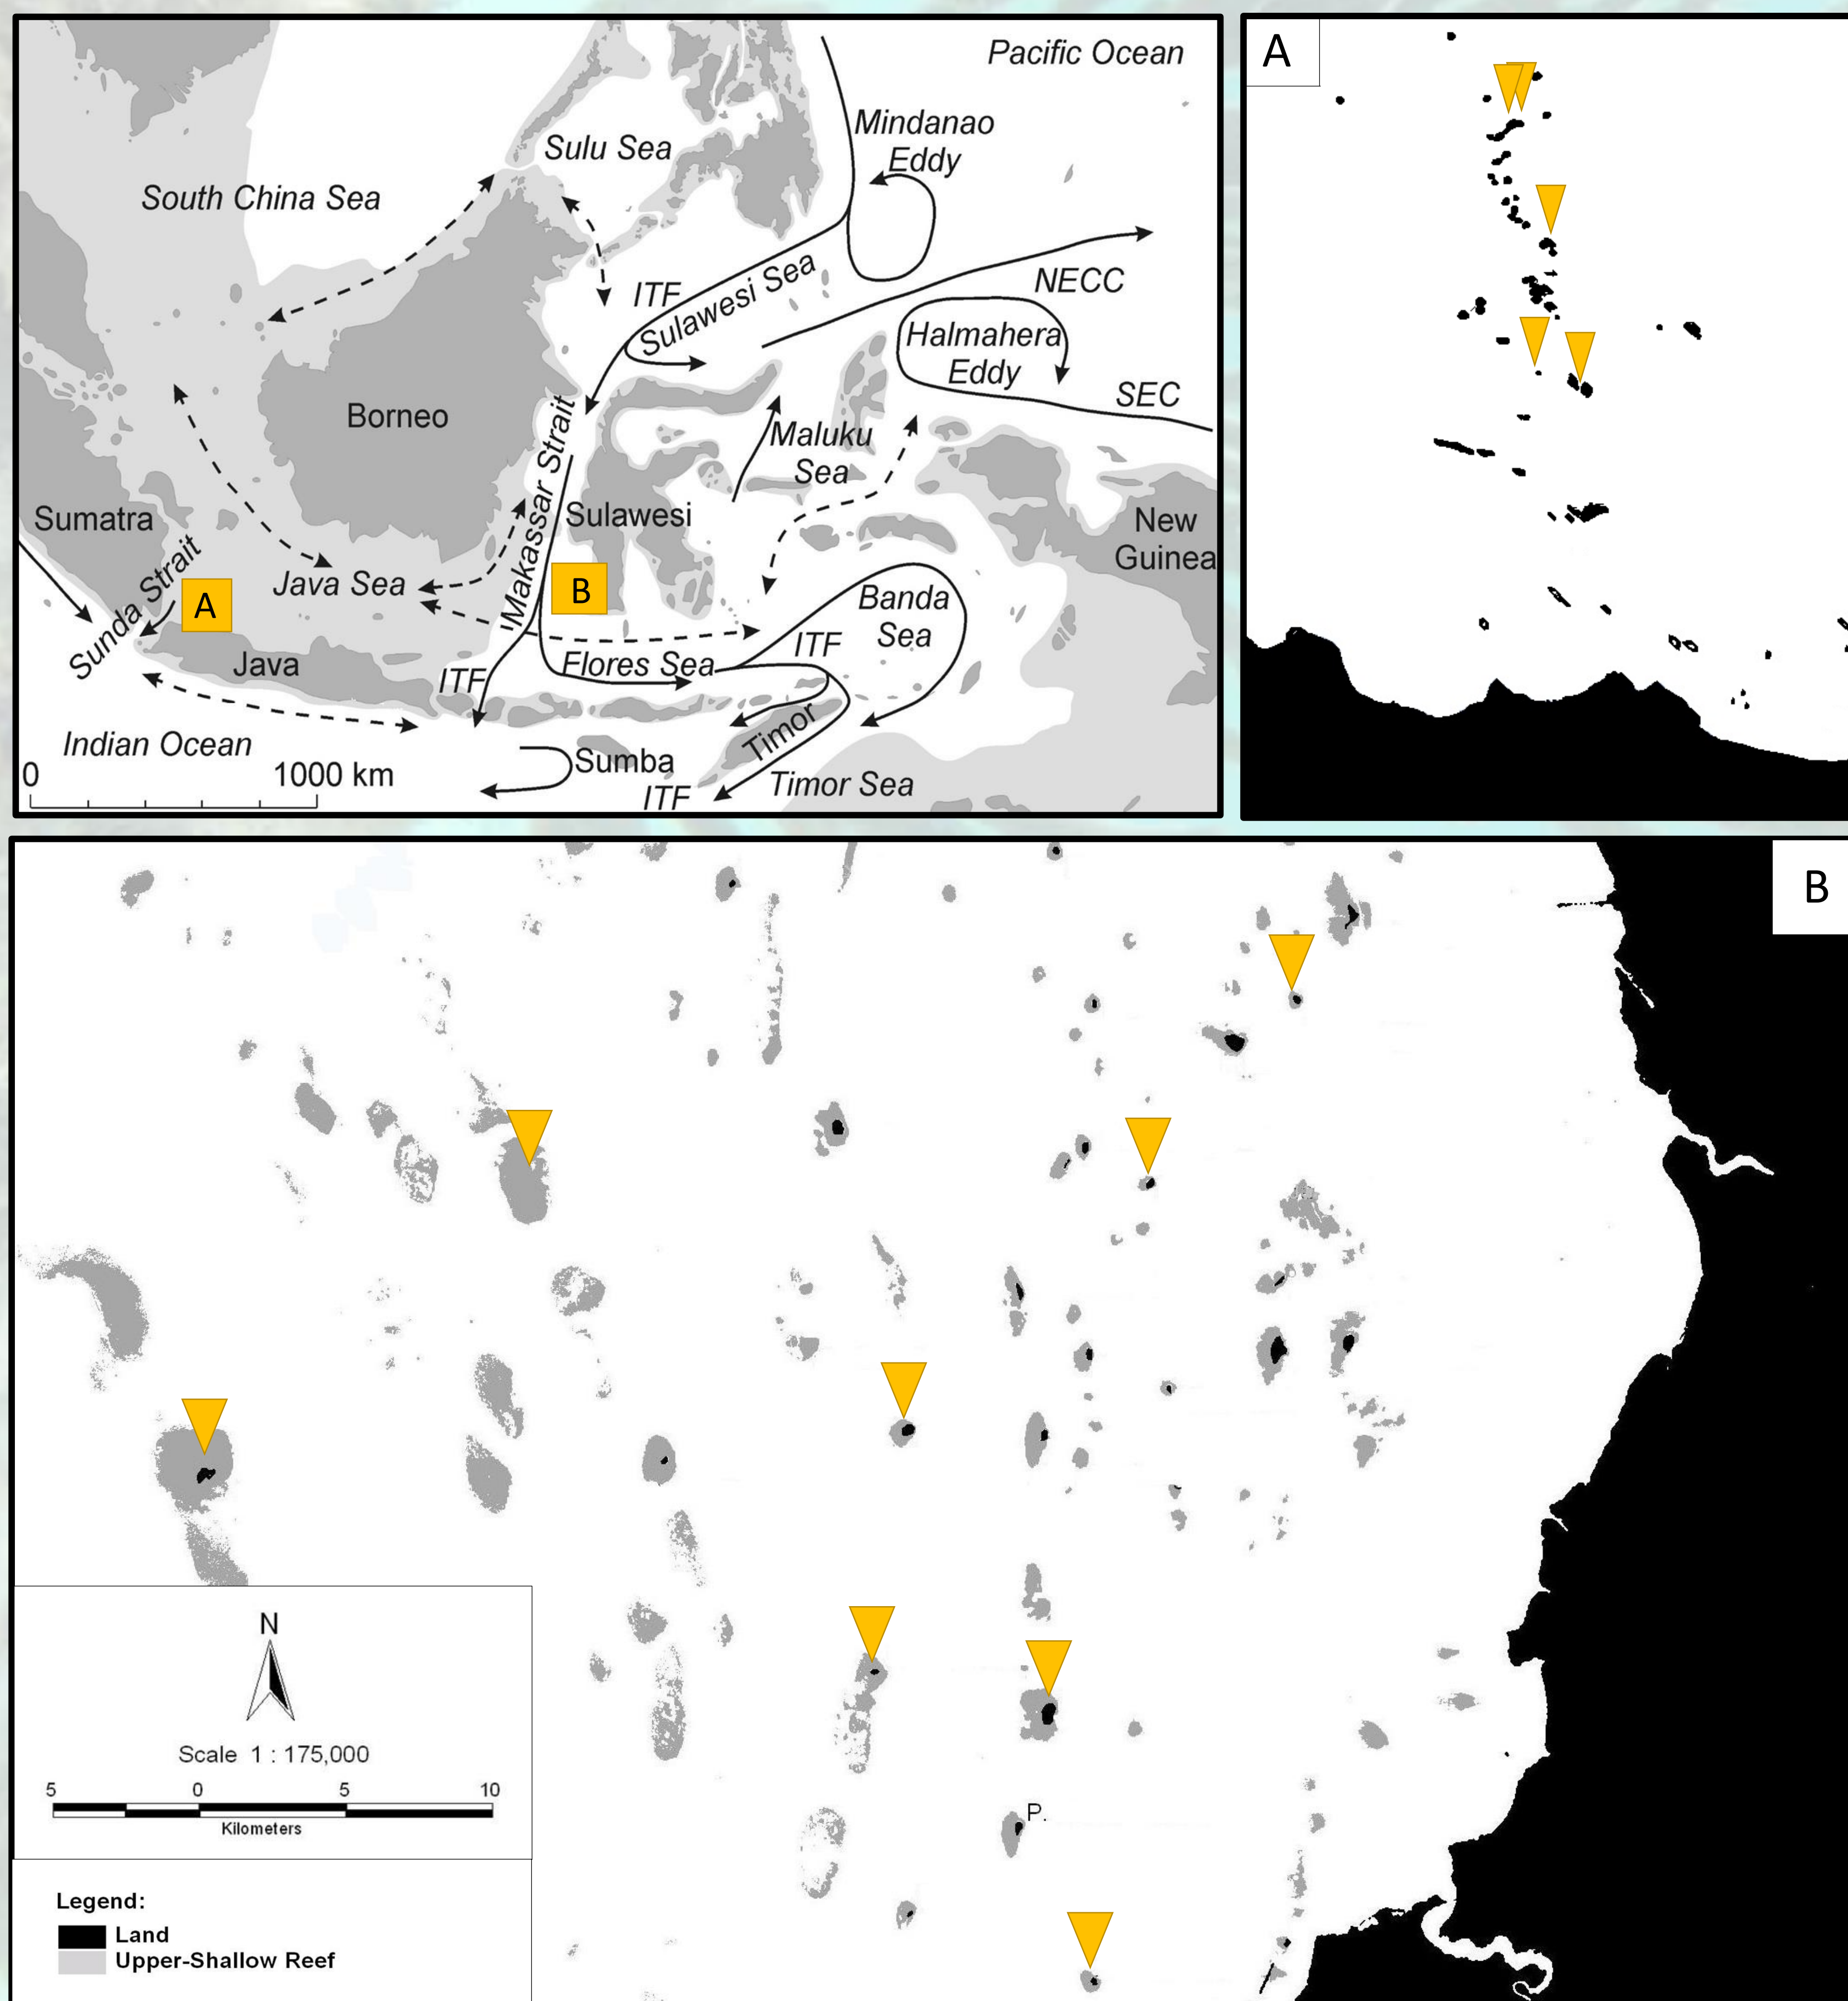 Pacific Ocean
Mindanao
Eddy
Sulu Sea
South China Sea
ITF
Sulawesi Sea
NECC
Halmahera
Eddy
SEC
Borneo
Makassar Strait
Maluku
Sea
Sumatra
Sulawesi
New
Guinea
Sunda Strait
A
Java Sea
B
Banda
Sea
ITF
Java
ITF
Flores Sea
Timor
Indian Ocean
Sumba
0
1000 km
ITF
Timor Sea
A
B
N
Scale 1 : 175,000
5 0 5 10
Kilometers
P.
Legend:
Land
Upper-Shallow Reef